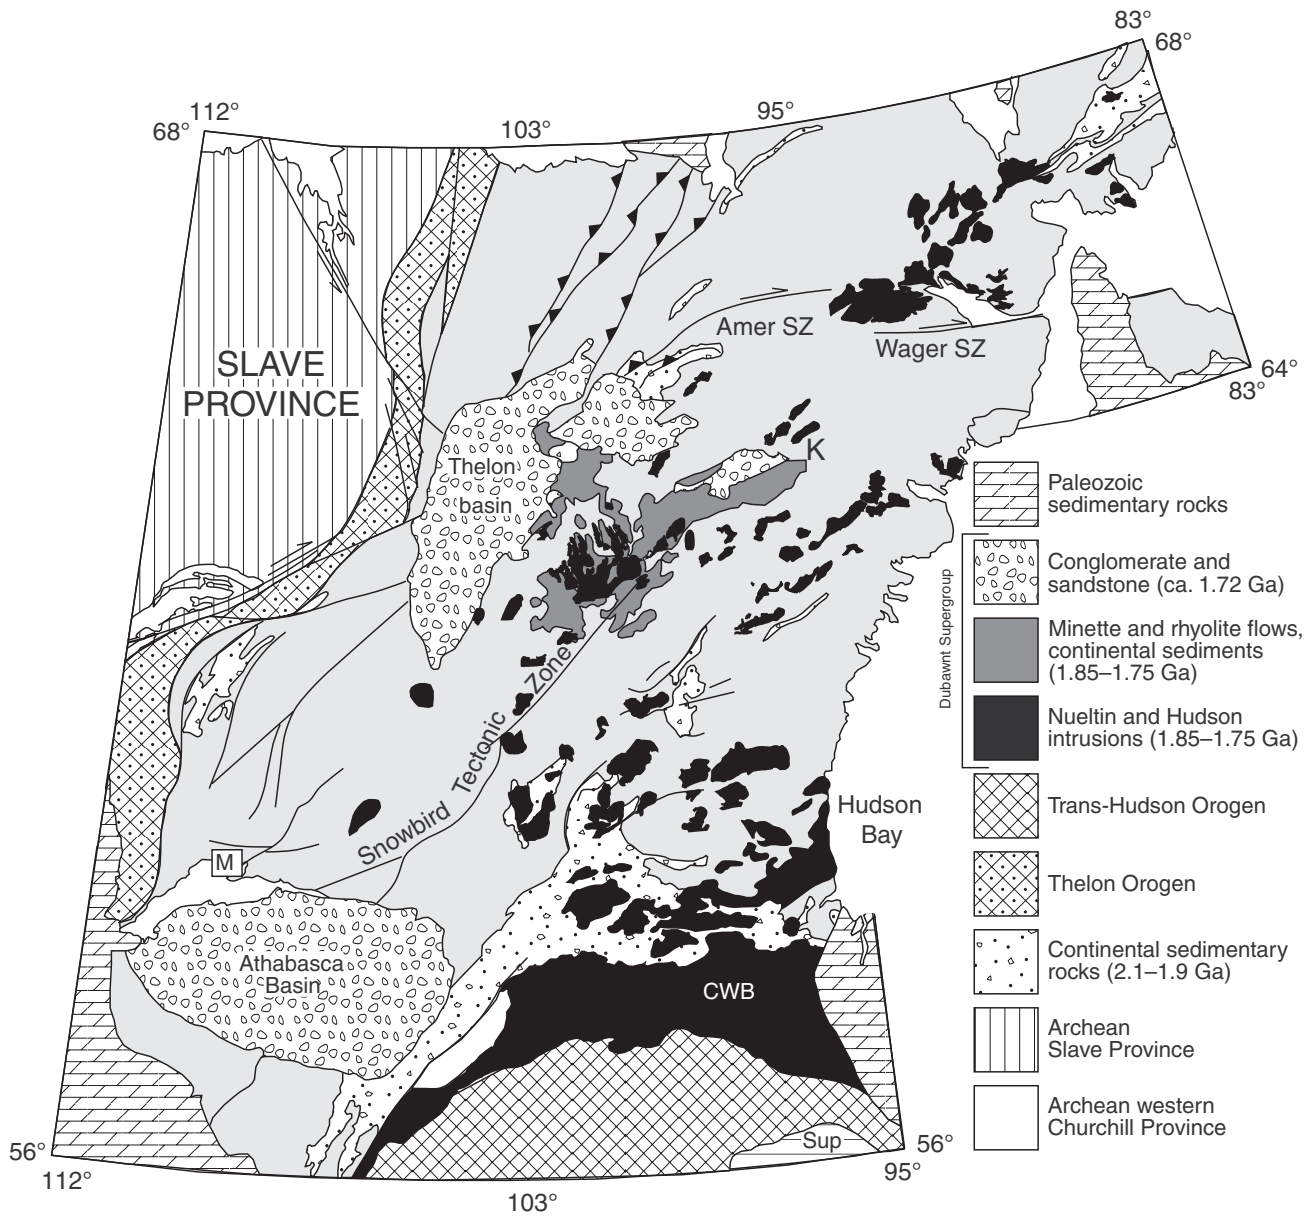 83°
68°
112°
68°
103°
95°
Amer SZ
Wager SZ
SLAVE
PROVINCE
64°
83°
K
Thelon
basin
Snowbird Tectonic Zone
Hudson
Bay
M
Athabasca
Basin
CWB
Sup
56°
112°
103°
56°
95°
Paleozoic
sedimentary rocks
Dubawnt Supergroup
Conglomerate and
sandstone (ca. 1.72 Ga)
Minette and rhyolite flows,
continental sediments
(1.85–1.75 Ga)
Nueltin and Hudson
intrusions (1.85–1.75 Ga)
Trans-Hudson Orogen
Thelon Orogen
Continental sedimentary
rocks (2.1–1.9 Ga)
Archean
Slave Province
Archean western
Churchill Province